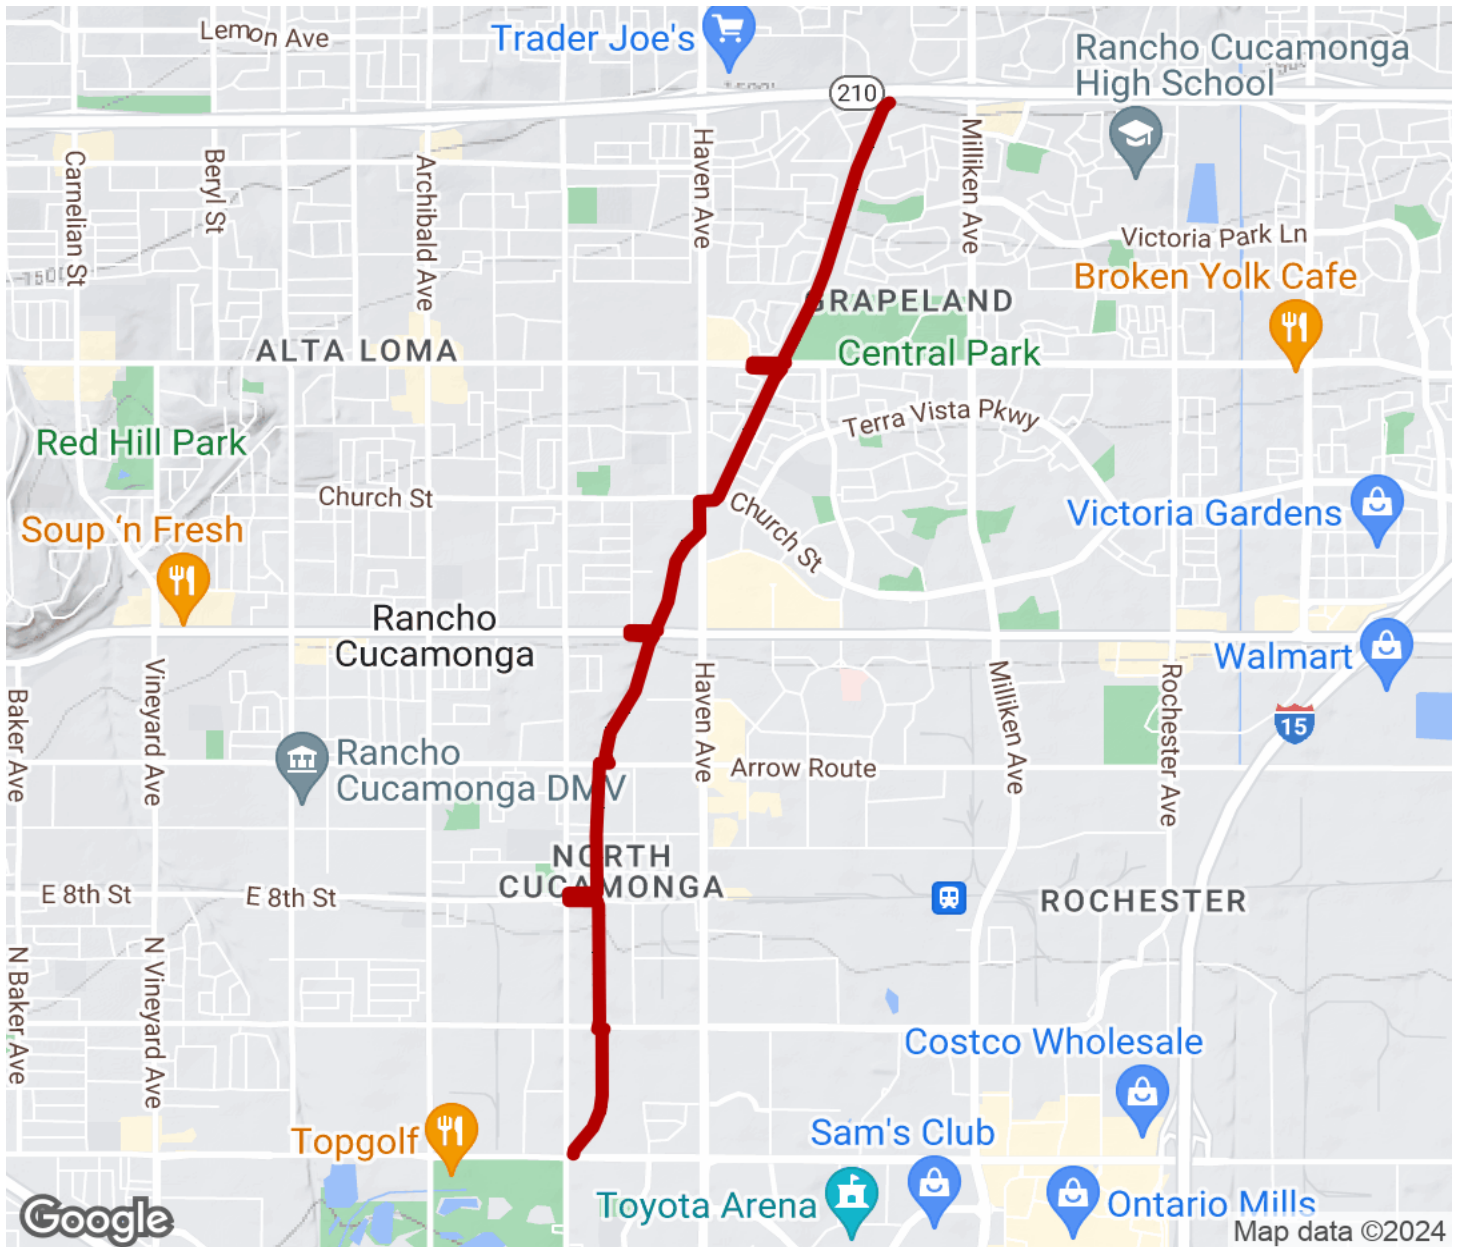 Lemon Ave
Trader Joe's
Rancho Cucamonga
High School
210
Carnelian St
Beryl St
Archibald Ave
Haven Ave
Milliken Ave
Victoria Park Ln
Broken Yolk Cafe
GRAPELAND
Central Park
ALTA LOMA
Terra Vista Pkwy
Red Hill Park
Church St
Church St
Victoria Gardens
Soup 'n Fresh
Rancho
Cucamonga
Walmart
Baker Ave
Vineyard Ave
Haven Ave
Milliken Ave
Rochester Ave
15
Rancho
Cucamonga DMV
Arrow Route
NORTH
CUCAMONGA
E 8th St
E 8th St
ROCHESTER
N Baker Ave
N Vineyard Ave
Costco Wholesale
Topgolf
Sam's Club
Toyota Arena
Ontario Mills
Google
Map data ©2024